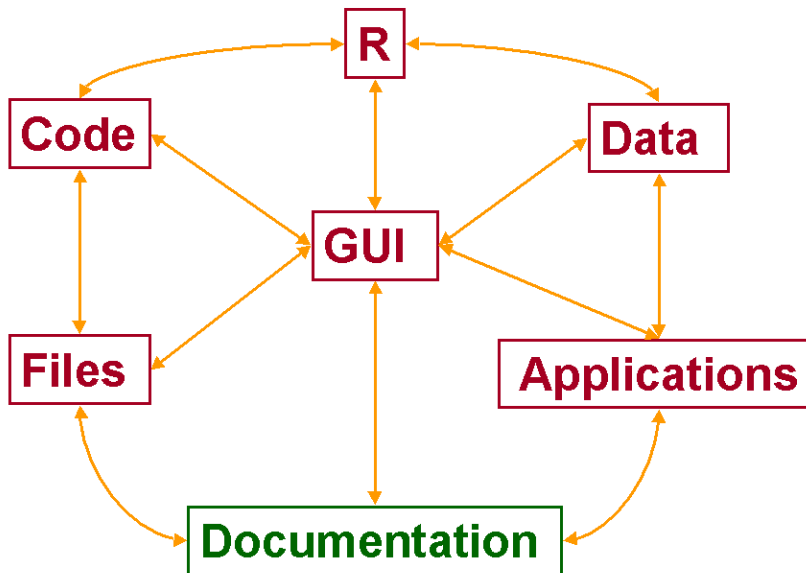 R
Code
Data
GUI
Files
Applications
Documentation